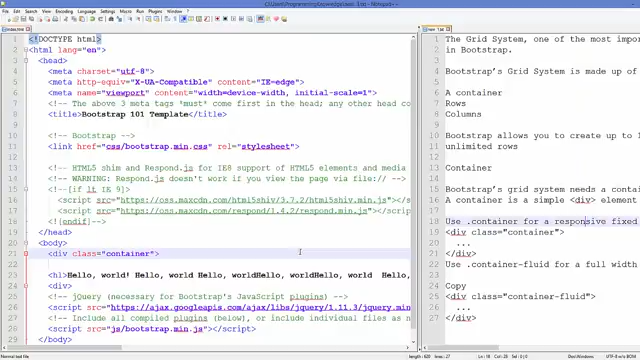 File Edit Search View Encoding Language Settings Macro Run Plugins Window ?
index.html
<!DOCTYPE html>
<html lang="en">
<head>
<meta charset="utf-8">
<meta http-equiv="X-UA-Compatible" content="IE=edge">
<meta name="viewport" content="width=device-width, initial-scale=1">
<!-- The above 3 meta tags *must* come first in the head; any other head co
<title>Bootstrap 101 Template</title>
<!-- Bootstrap -->
<link href="css/bootstrap.min.css" rel="stylesheet">
<!-- HTML5 shim and Respond.js for IE8 support of HTML5 elements and media
<!-- WARNING: Respond.js doesn't work if you view the page via file:// -->
<!--[if lt IE 9]>
<script src="https://oss.maxcdn.com/html5shiv/3.7.2/html5shiv.min.js"></s
<script src="https://oss.maxcdn.com/respond/1.4.2/respond.min.js"></scrip
<![endif]-->
</head>
<body>
<div class="container">
<h1>Hello, world! Hello, world Hello, worldHello, worldHello, world Hello,
<div>
<!-- jQuery (necessary for Bootstrap's JavaScript plugins) -->
<script src="https://ajax.googleapis.com/ajax/libs/jquery/1.11.3/jquery.min
<!-- Include all compiled plugins (below), or include individual files as n
<script src="js/bootstrap.min.js"></script>
</body>
The Grid System, one of the most impor
in Bootstrap.
Bootstrap's Grid System is made up of
A container
Rows
Columns
Bootstrap allows you to create up to 1
unlimited rows
Container
Bootstrap's grid system needs a conta
A container is a simple <div> element
Use .container for a responsive fixed
<div class="container">
...
</div>
Use .container-fluid for a full width
Copy
<div class="container-fluid">
...
</div>
Normal text file
length : 628 lines : 27